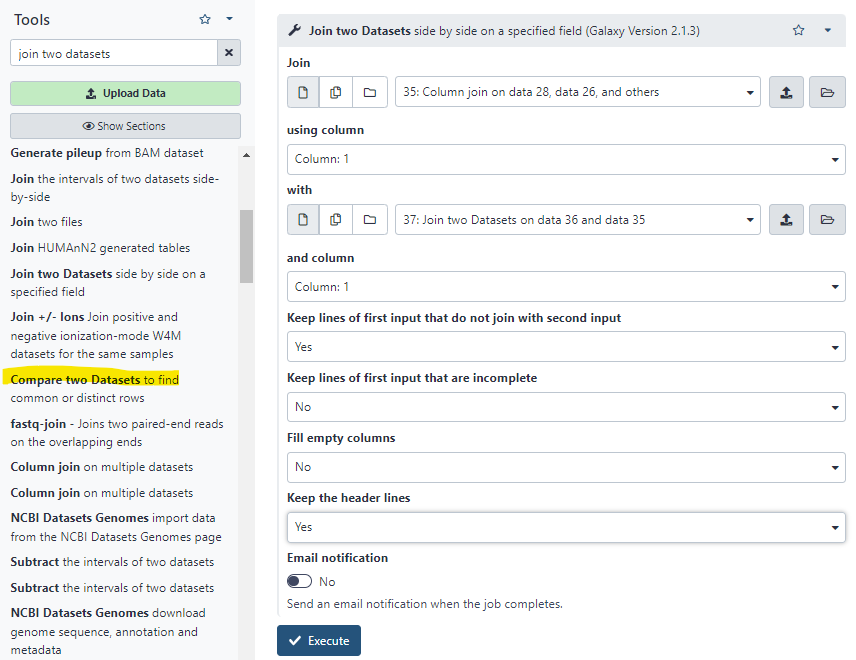 Tools
join two datasets
Upload Data
Show Sections
Generate pileup from BAM dataset
Join the intervals of two datasets side-
by-side
Join two files
Join HUMAnN2 generated tables
Join two Datasets side by side on a
specified field
Join +/- Ions Join positive and
negative ionization-mode W4M
datasets for the same samples
Compare two Datasets to find
common or distinct rows
fastq-join - Joins two paired-end reads
on the overlapping ends
Column join on multiple datasets
Column join on multiple datasets
NCBI Datasets Genomes import data
from the NCBI Datasets Genomes page
Subtract the intervals of two datasets
Subtract the intervals of two datasets
NCBI Datasets Genomes download
genome sequence, annotation and
metadata
Join two Datasets side by side on a specified field (Galaxy Version 2.1.3)
Join
35: Column join on data 28, data 26, and others
using column
Column: 1
with
37: Join two Datasets on data 36 and data 35
and column
Column: 1
Keep lines of first input that do not join with second input
Yes
Keep lines of first input that are incomplete
No
Fill empty columns
No
Keep the header lines
Yes
Email notification
No
Send an email notification when the job completes.
Execute